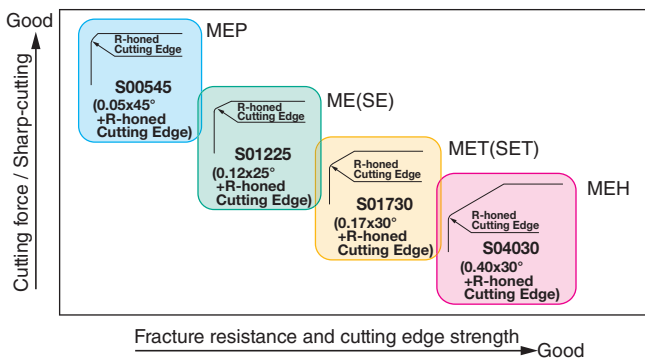 Good
Cutting force / Sharp-cutting
MEP
R-honed
Cutting Edge
S00545
(0.05x45°
+R-honed
Cutting Edge)
ME(SE)
R-honed
Cutting Edge
S01225
(0.12x25°
+R-honed
Cutting Edge)
MET(SET)
R-honed
Cutting Edge
S01730
(0.17x30°
+R-honed
Cutting Edge)
MEH
R-honed
Cutting Edge
S04030
(0.40x30°
+R-honed
Cutting Edge)
Fracture resistance and cutting edge strength
Good